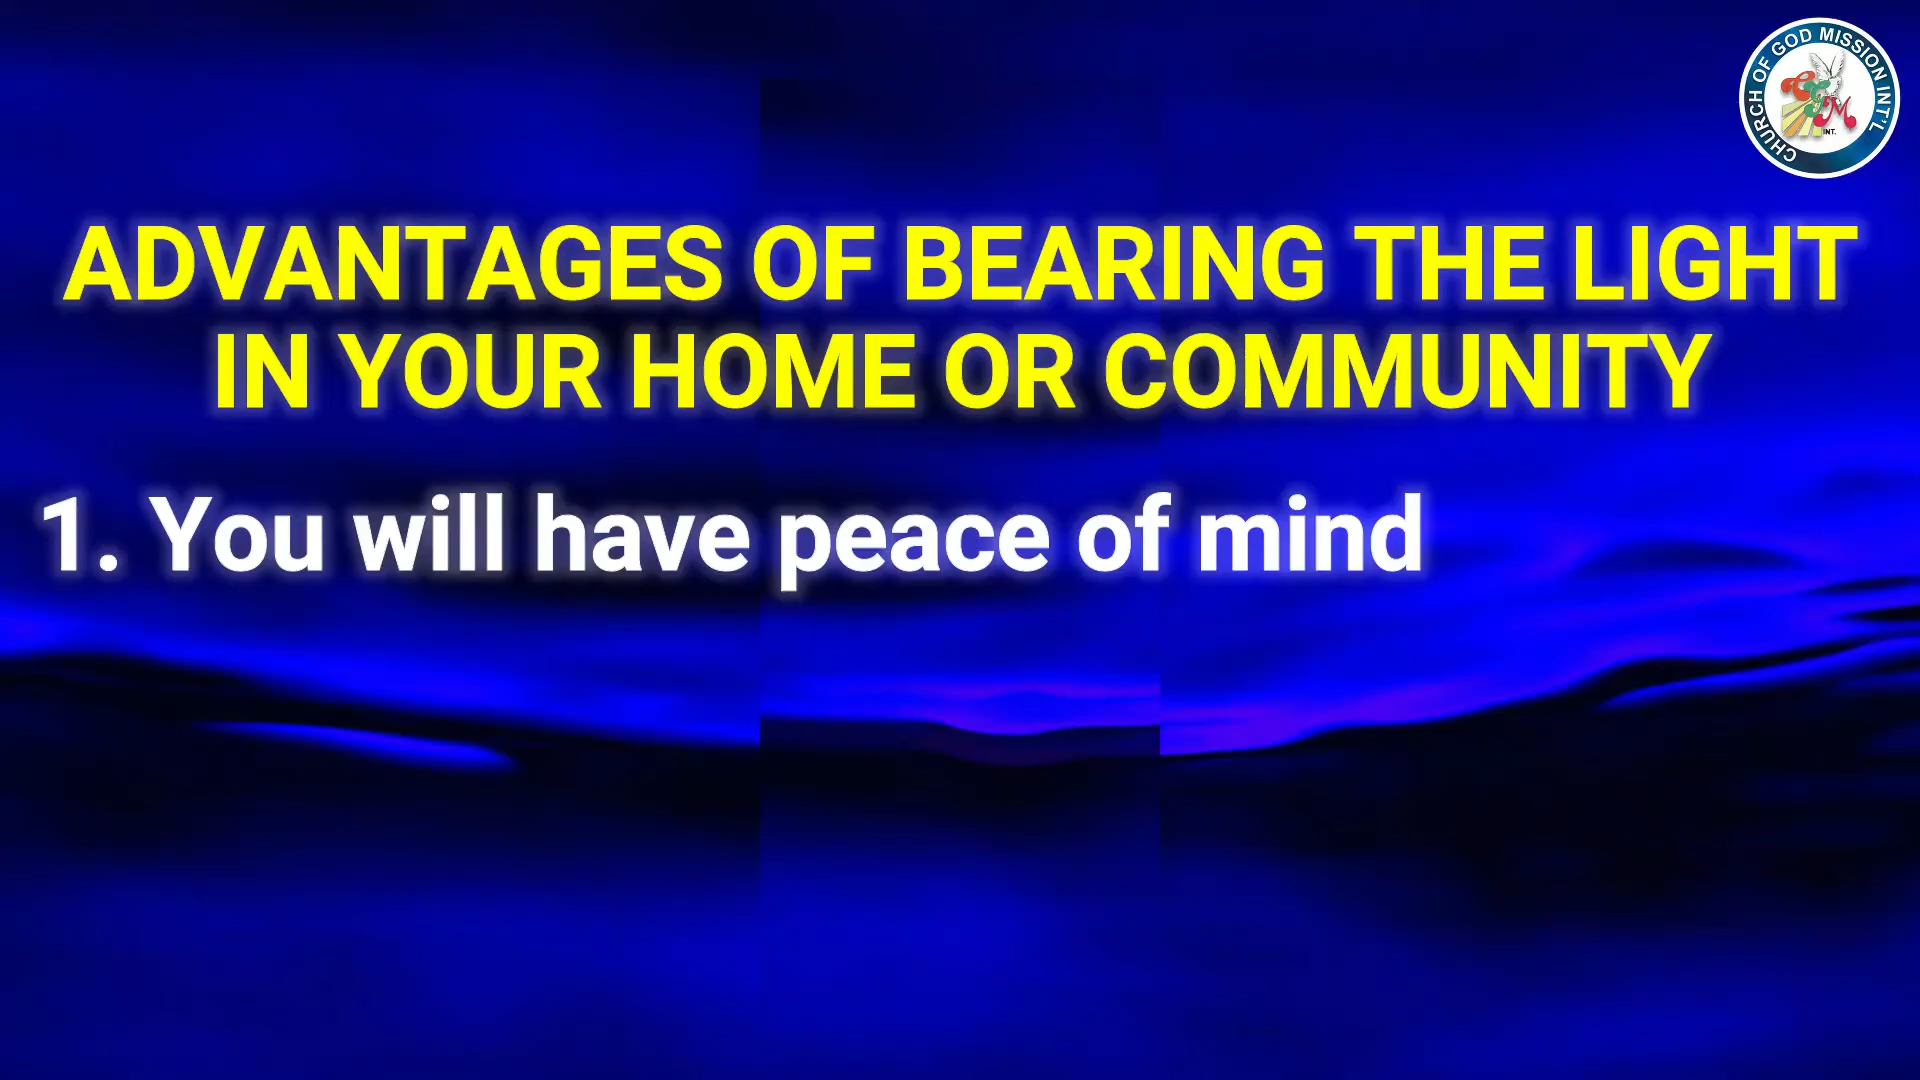 CHURCH OF GOD MISSION INT'L
CGM
INT.
ADVANTAGES OF BEARING THE LIGHT
IN YOUR HOME OR COMMUNITY
1. You will have peace of mind